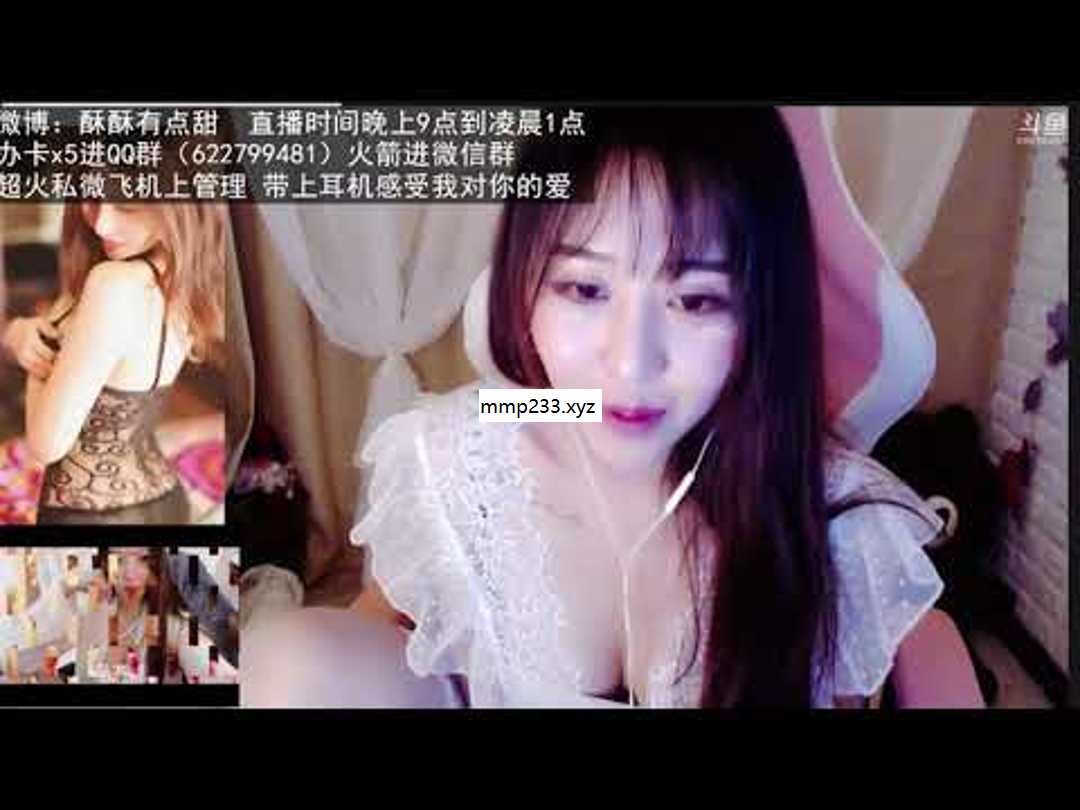 微博：酥酥有点甜 直播时间晚上9点到凌晨1点
办卡x5进QQ群（622799481）火箭进微信群
超火私微飞机上管理 带上耳机感受我对你的爱
斗鱼
mmp233.xyz